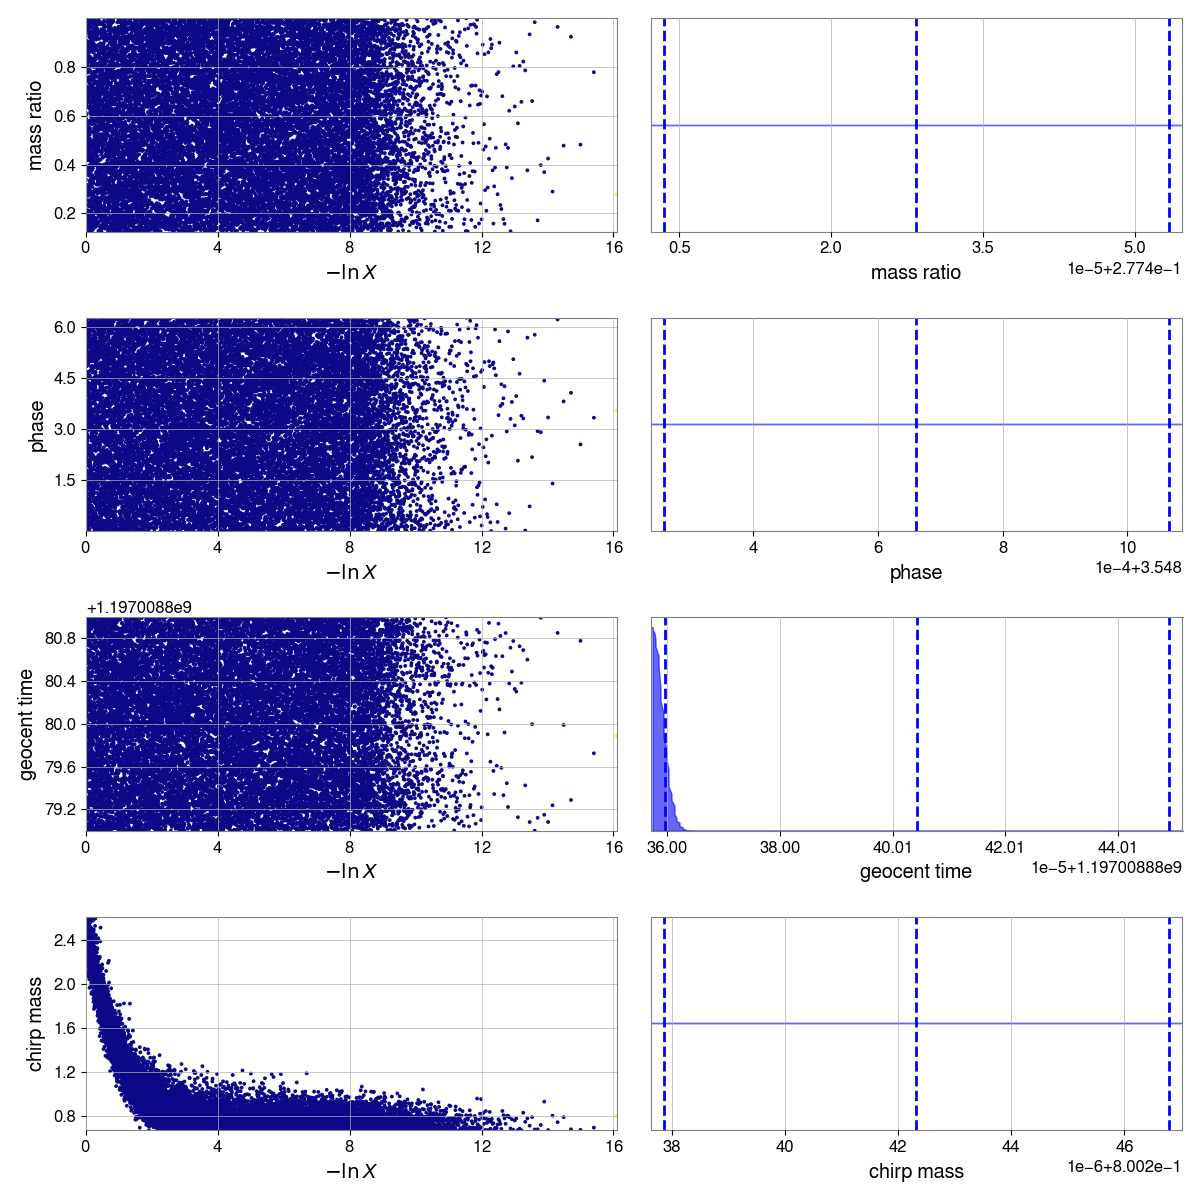 mass ratio
0.8
0.6
0.4
0.2
0 4 8 12 16
−ln X
0.5 2.0 3.5 5.0
mass ratio
1e−5+2.774e−1
phase
6.0
4.5
3.0
1.5
0 4 8 12 16
−ln X
4 6 8 10
phase
1e−4+3.548
+1.1970088e9
geocent time
80.8
80.4
80.0
79.6
79.2
0 4 8 12 16
−ln X
36.00 38.00 40.01 42.01 44.01
geocent time
1e−5+1.19700888e9
chirp mass
2.4
2.0
1.6
1.2
0.8
0 4 8 12 16
−ln X
38 40 42 44 46
chirp mass
1e−6+8.002e−1